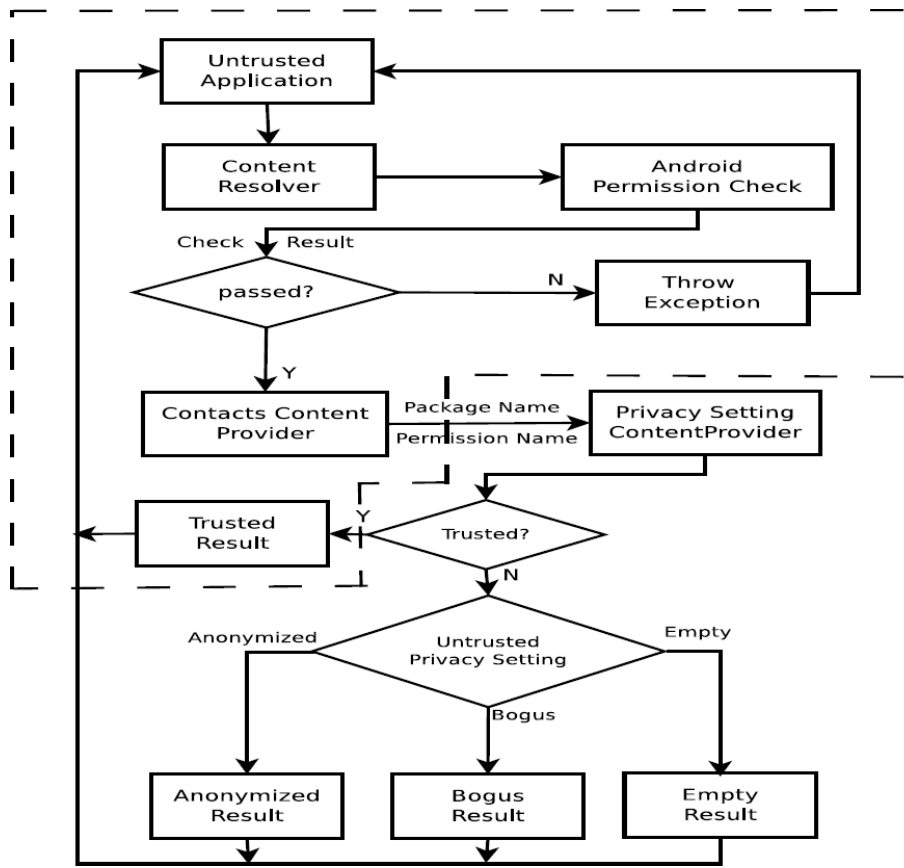 Untrusted
Application
Content
Resolver
Android
Permission Check
Check Result
passed?
N
Throw
Exception
Y
Contacts Content
Provider
Package Name
Permission Name
Privacy Setting
ContentProvider
Trusted
Result
Y
Trusted?
N
Anonymized
Untrusted
Privacy Setting
Empty
Bogus
Anonymized
Result
Bogus
Result
Empty
Result